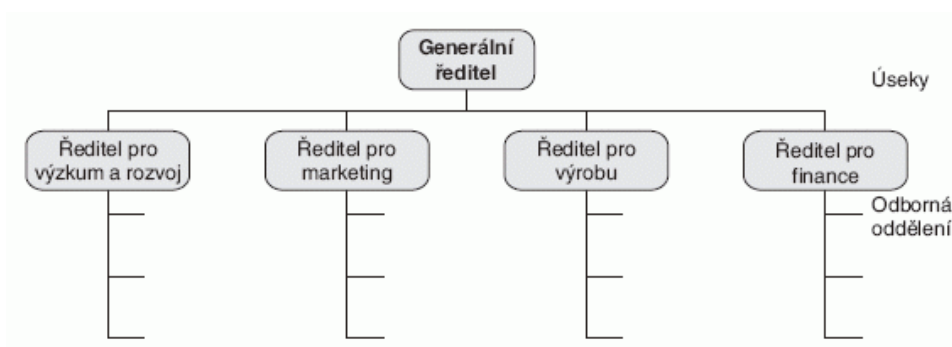 Generální
ředitel
Úseky
Ředitel pro
výzkum a rozvoj
Ředitel pro
marketing
Ředitel pro
výrobu
Ředitel pro
finance
Odborná
oddělení